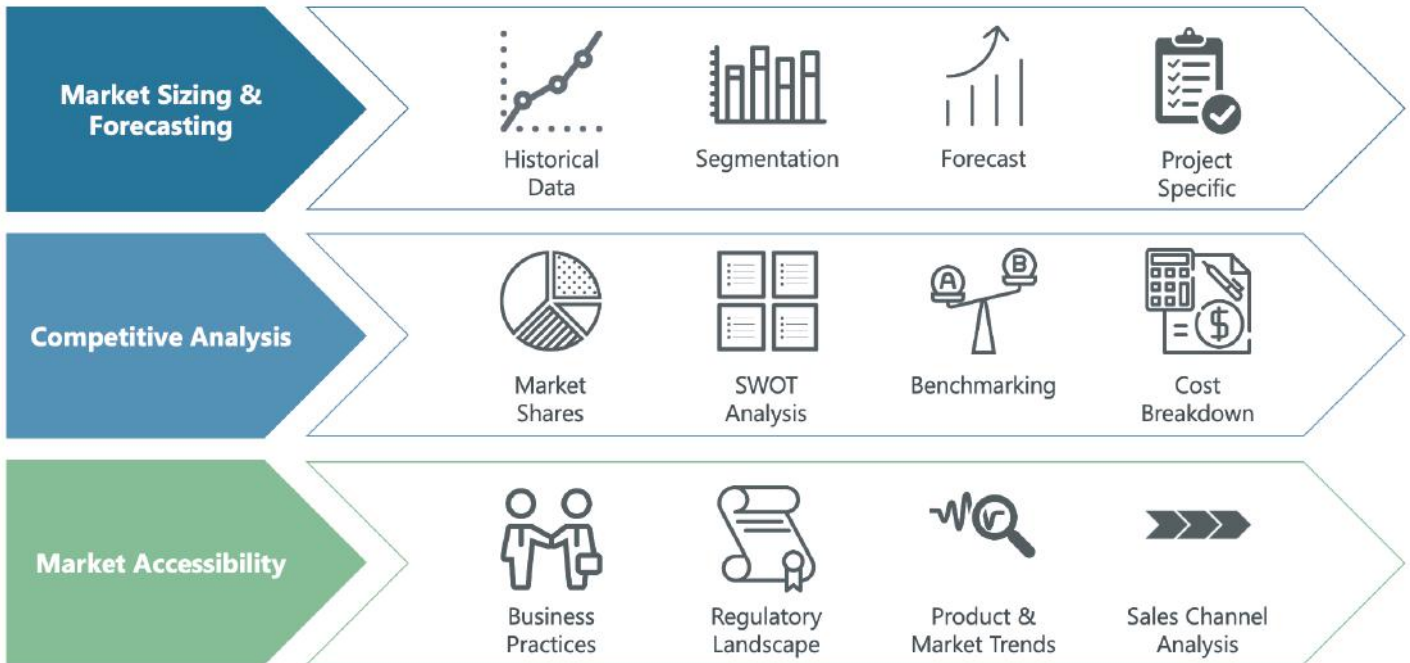 Market Sizing &
Forecasting
Historical
Data
Segmentation
Forecast
Project
Specific
Competitive Analysis
Market
Shares
SWOT
Analysis
A
B
Benchmarking
=
$
Cost
Breakdown
Market Accessibility
Business
Practices
Regulatory
Landscape
Product &
Market Trends
Sales Channel
Analysis